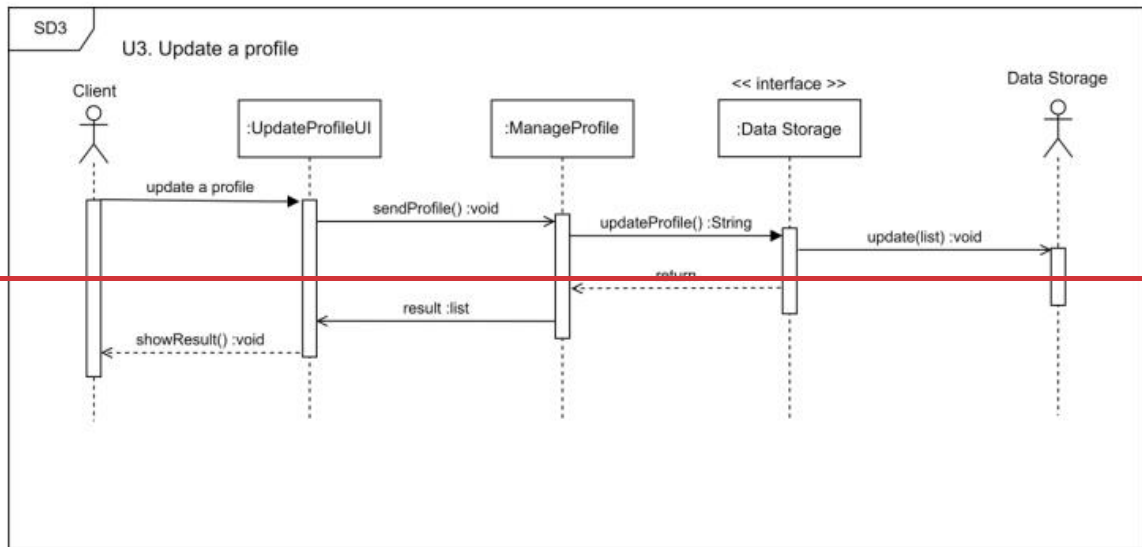 SD3
U3. Update a profile
Client
<< interface >>
Data Storage
:UpdateProfileUI
:ManageProfile
:Data Storage
update a profile
sendProfile() :void
updateProfile() :String
update(list) :void
return
result :list
showResult() :void